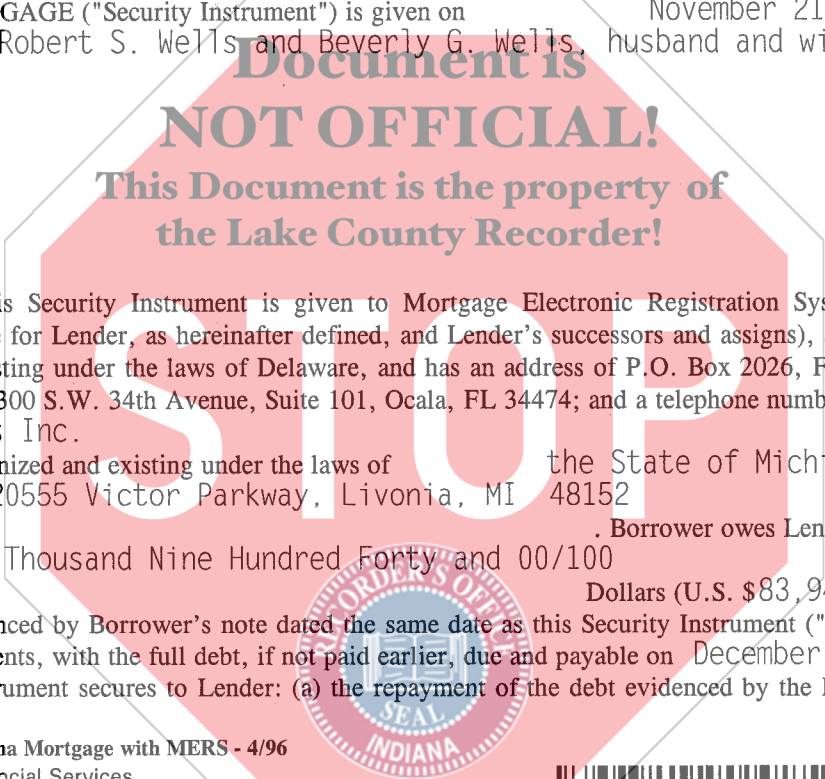 GAGE ("Security Instrument") is given on November 21
Robert S. Wells and Beverly G. Wells, husband and wi
Document is
NOT OFFICIAL!
This Document is the property of
the Lake County Recorder!
s Security Instrument is given to Mortgage Electronic Registration Sys
for Lender, as hereinafter defined, and Lender's successors and assigns),
ting under the laws of Delaware, and has an address of P.O. Box 2026, F
300 S.W. 34th Avenue, Suite 101, Ocala, FL 34474; and a telephone numb
Inc.
nized and existing under the laws of the State of Michi
20555 Victor Parkway, Livonia, MI 48152
. Borrower owes Len
Thousand Nine Hundred Forty and 00/100
Dollars (U.S. $83,94
nced by Borrower's note dated the same date as this Security Instrument ("
ents, with the full debt, if not paid earlier, due and payable on December
rument secures to Lender: (a) the repayment of the debt evidenced by the
STOP
RECORDER'S OFFICE
SEAL
INDIANA
na Mortgage with MERS - 4/96
ocial Services